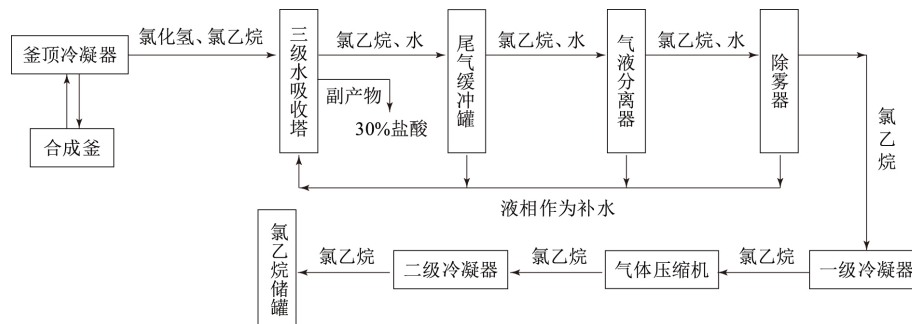 釜顶冷凝器
合成釜
氯化氢、氯乙烷
三级水吸收塔
氯乙烷、水
副产物
30%盐酸
尾气缓冲罐
氯乙烷、水
气液分离器
氯乙烷、水
除雾器
氯乙烷
液相作为补水
氯乙烷储罐
氯乙烷
二级冷凝器
氯乙烷
气体压缩机
氯乙烷
一级冷凝器